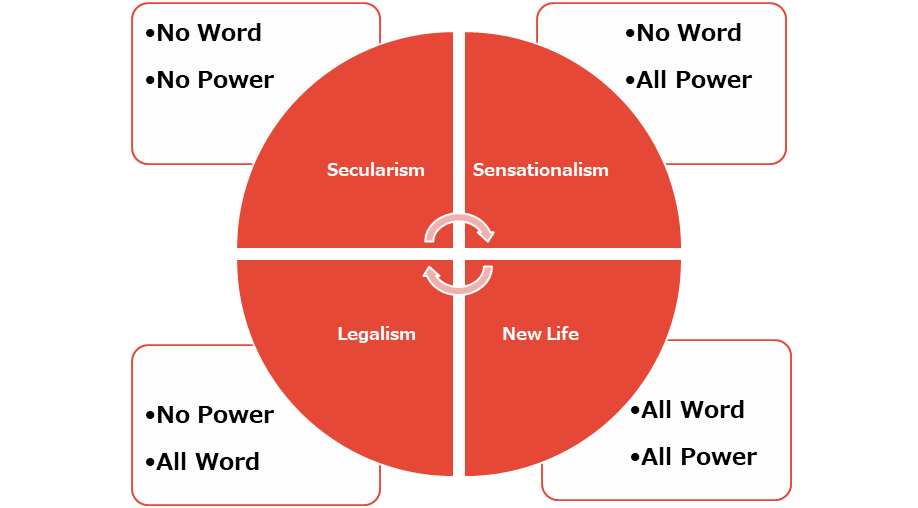 •No Word
•No Power
•No Word
•All Power
Secularism
Sensationalism
Legalism
New Life
•No Power
•All Word
•All Word
•All Power